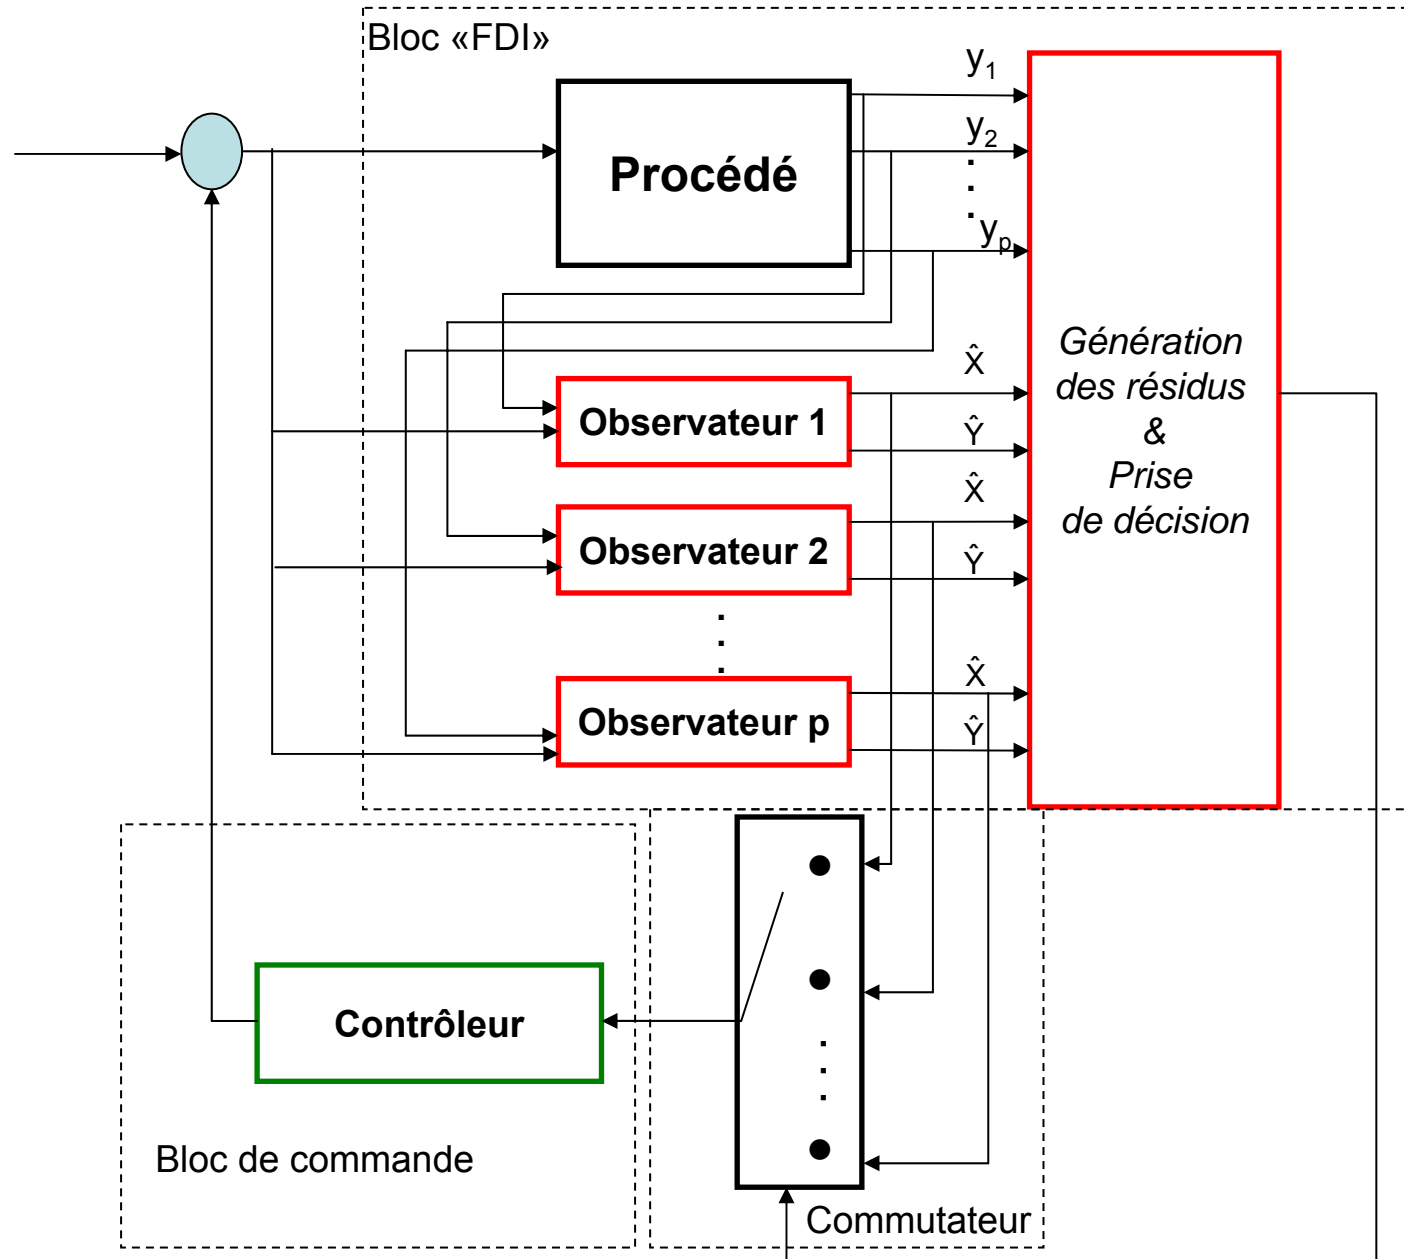 Bloc «FDI»
y1
y2
.
.
.
yp
Procédé
X̂
Observateur 1
Ŷ
X̂
Observateur 2
Ŷ
.
.
.
X̂
Observateur p
Ŷ
Génération
des résidus
&
Prise
de décision
Contrôleur
.
.
.
Bloc de commande
Commutateur